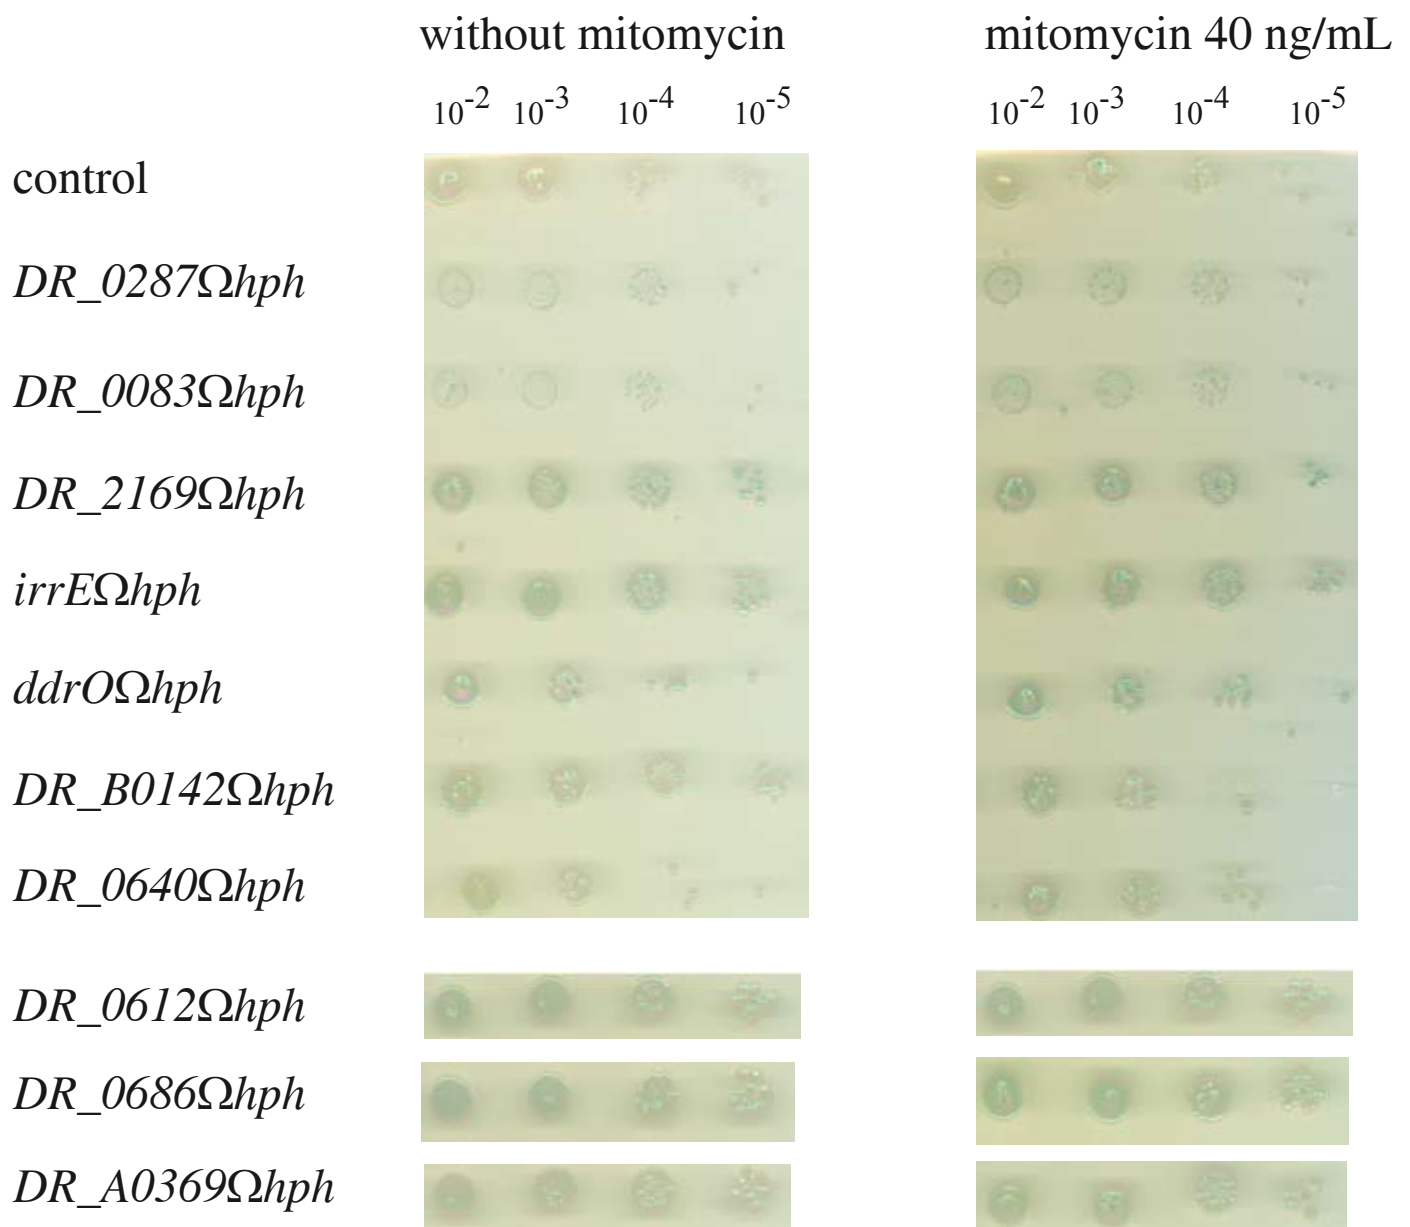 without mitomycin mitomycin 40 ng/mL
10-2 10-3 10-4 10-5 10-2 10-3 10-4 10-5
control
DR_0287Ωhph
DR_0083Ωhph
DR_2169Ωhph
irrEΩhph
ddrOΩhph
DR_B0142Ωhph
DR_0640Ωhph
DR_0612Ωhph
DR_0686Ωhph
DR_A0369Ωhph